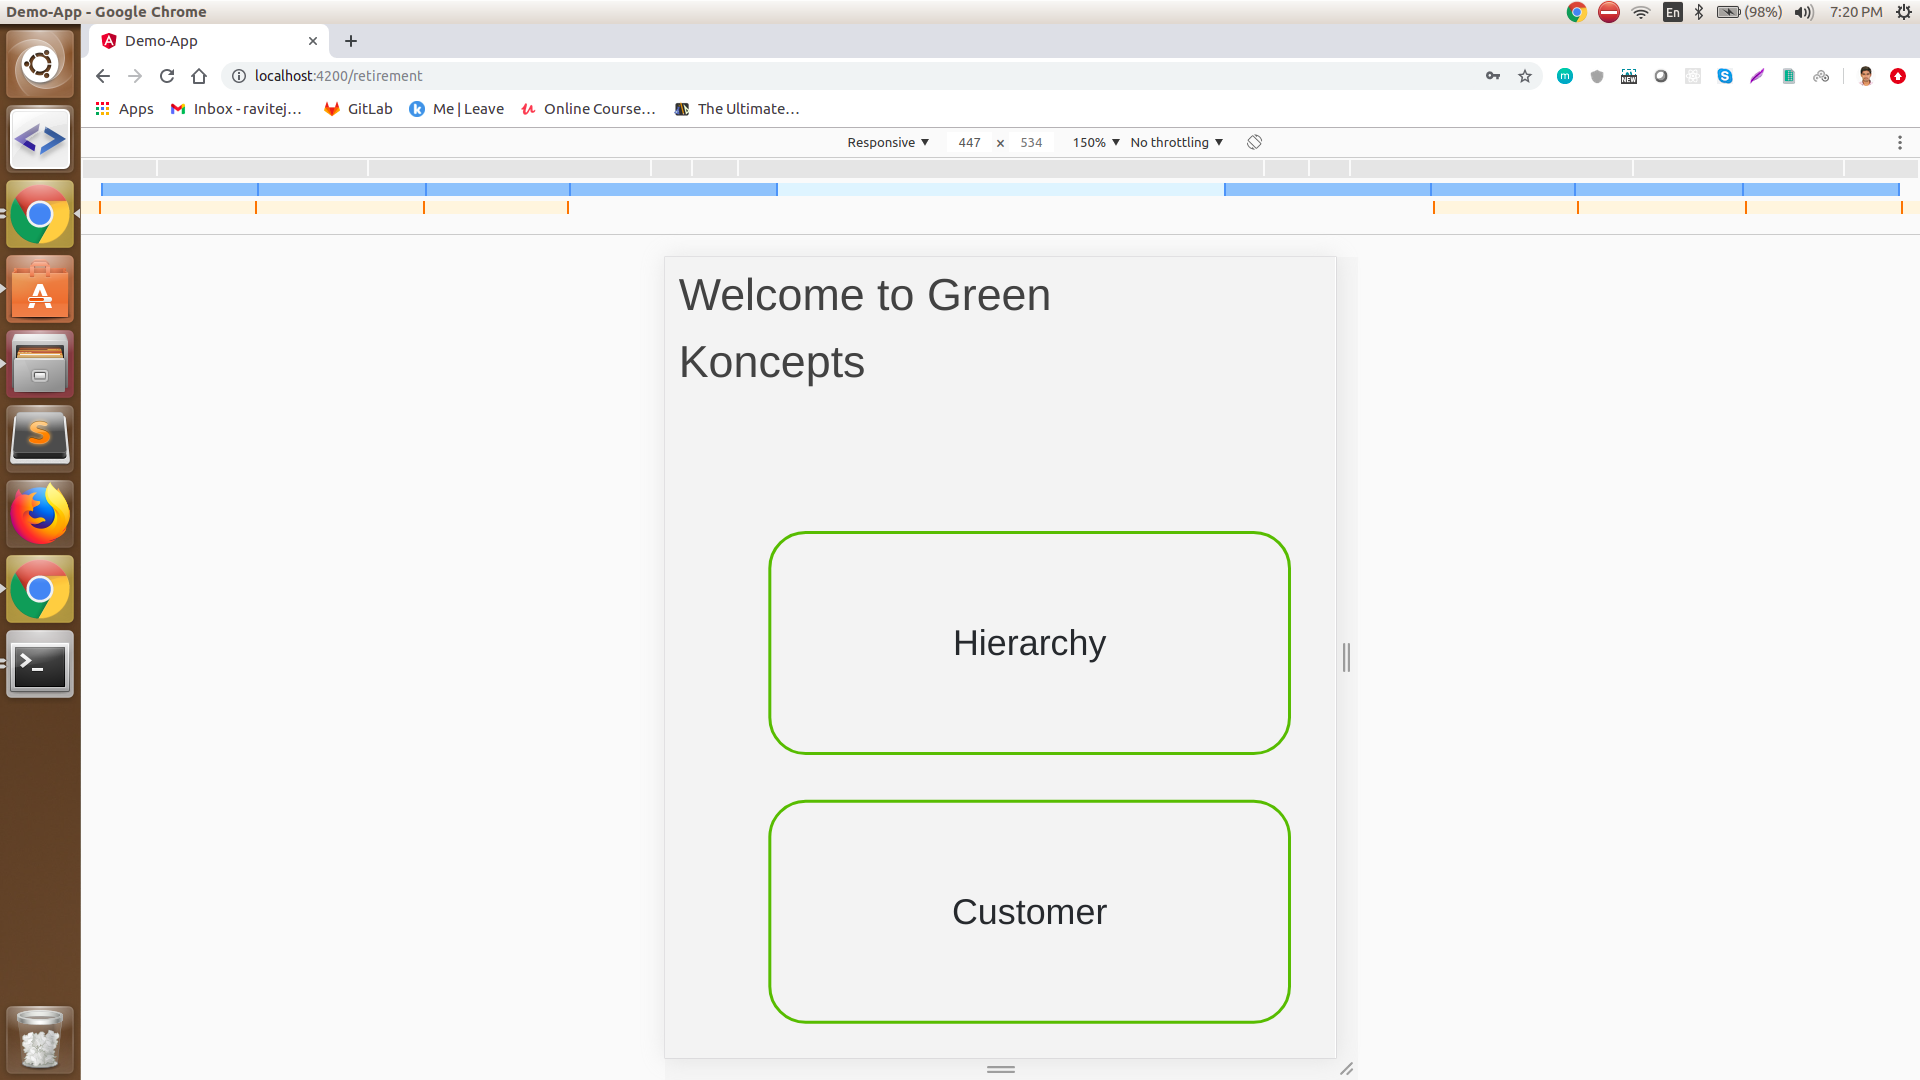 Demo-App - Google Chrome
En
(98%)
7:20 PM
Demo-App
localhost:4200/retirement
m
NEW
Apps
Inbox - ravitej…
GitLab
Me | Leave
Online Course…
The Ultimate…
Responsive
447 × 534
150%
No throttling
Welcome to Green
Koncepts
Hierarchy
Customer